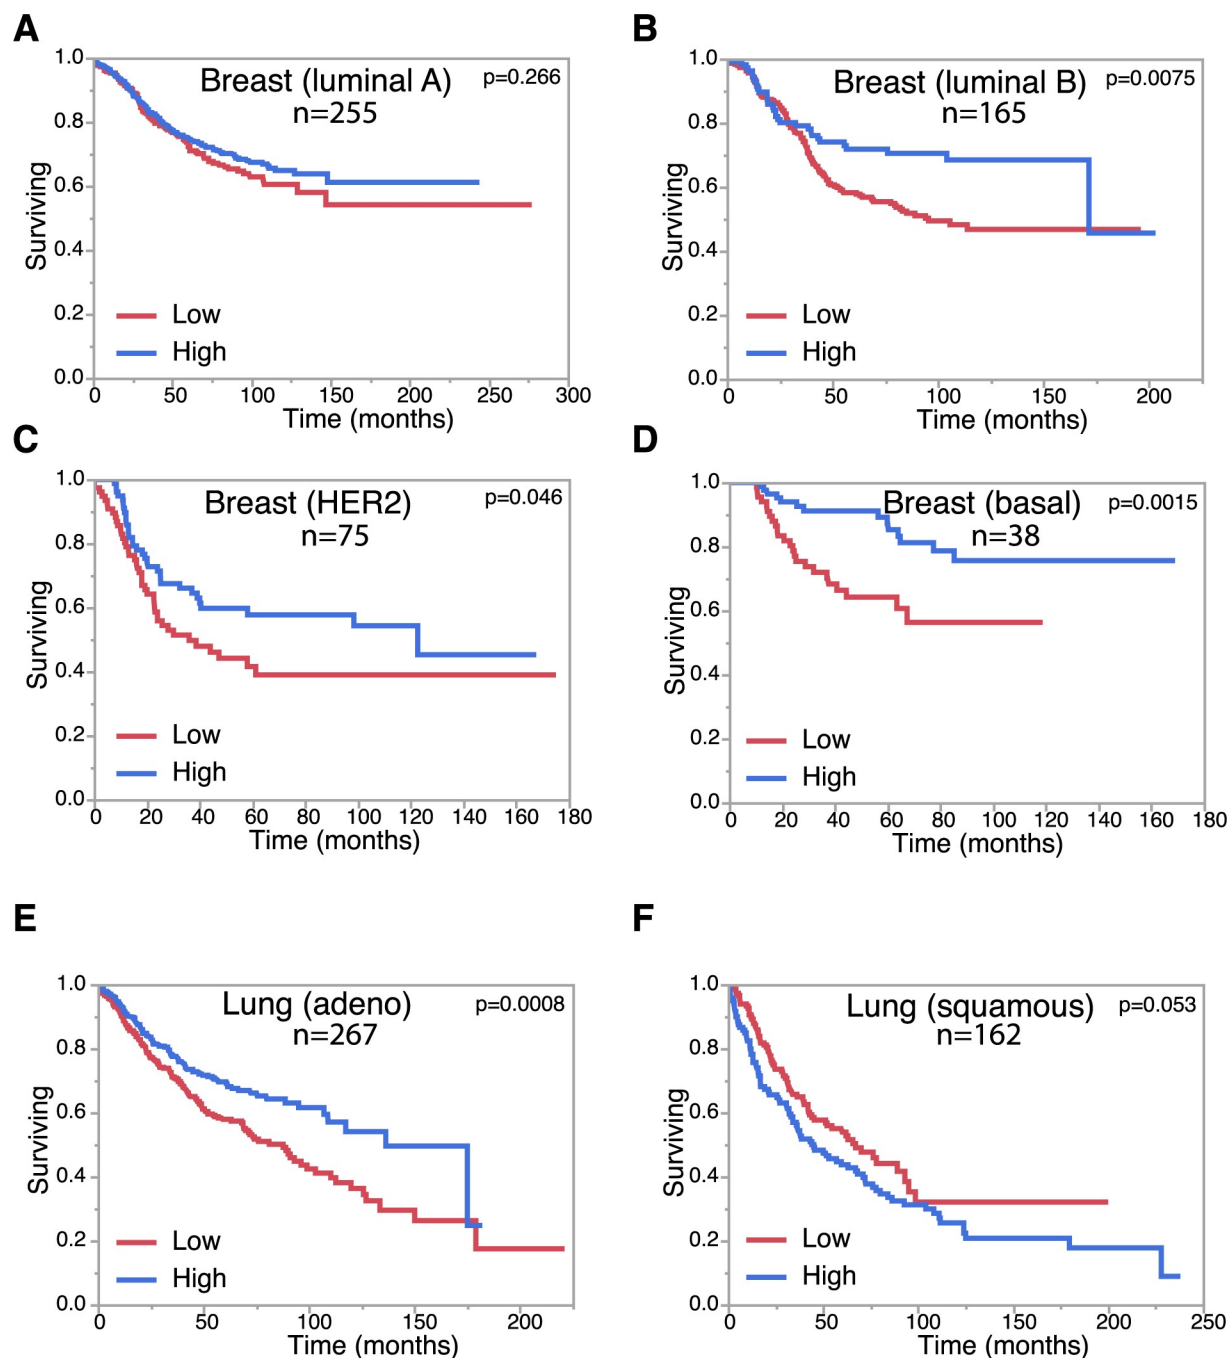 A
Breast (luminal A)
n=255
p=0.266
1.0
0.8
0.6
0.4
0.2
0.0
Surviving
Low
High
0 50 100 150 200 250 300
Time (months)
B
Breast (luminal B)
n=165
p=0.0075
1.0
0.8
0.6
0.4
0.2
0.0
Surviving
Low
High
0 50 100 150 200
Time (months)
C
Breast (HER2)
n=75
p=0.046
1.0
0.8
0.6
0.4
0.2
0.0
Surviving
Low
High
0 20 40 60 80 100 120 140 160 180
Time (months)
D
Breast (basal)
n=38
p=0.0015
1.0
0.8
0.6
0.4
0.2
0.0
Surviving
Low
High
0 20 40 60 80 100 120 140 160 180
Time (months)
E
Lung (adeno)
n=267
p=0.0008
1.0
0.8
0.6
0.4
0.2
0.0
Surviving
Low
High
0 50 100 150 200
Time (months)
F
Lung (squamous)
n=162
p=0.053
1.0
0.8
0.6
0.4
0.2
0.0
Surviving
Low
High
0 50 100 150 200 250
Time (months)